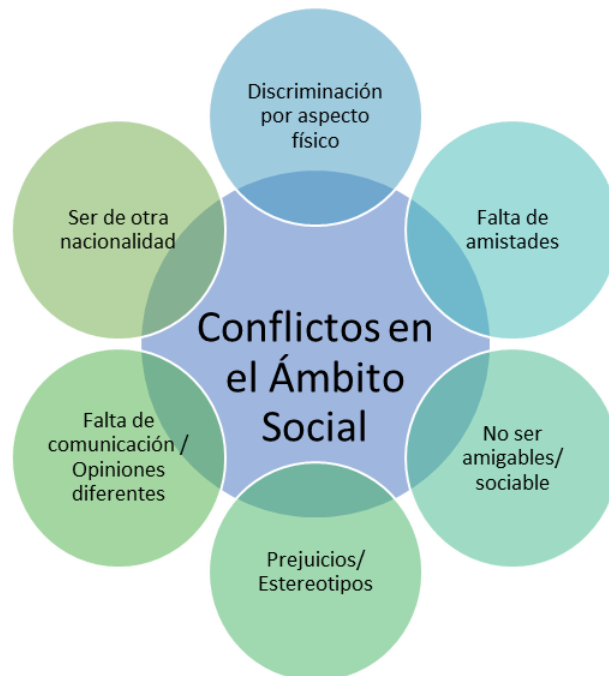 Discriminación
por aspecto
físico
Ser de otra
nacionalidad
Falta de
amistades
Conflictos en
el Ámbito
Social
Falta de
comunicación /
Opiniones
diferentes
No ser
amigables/
sociable
Prejuicios/
Estereotipos